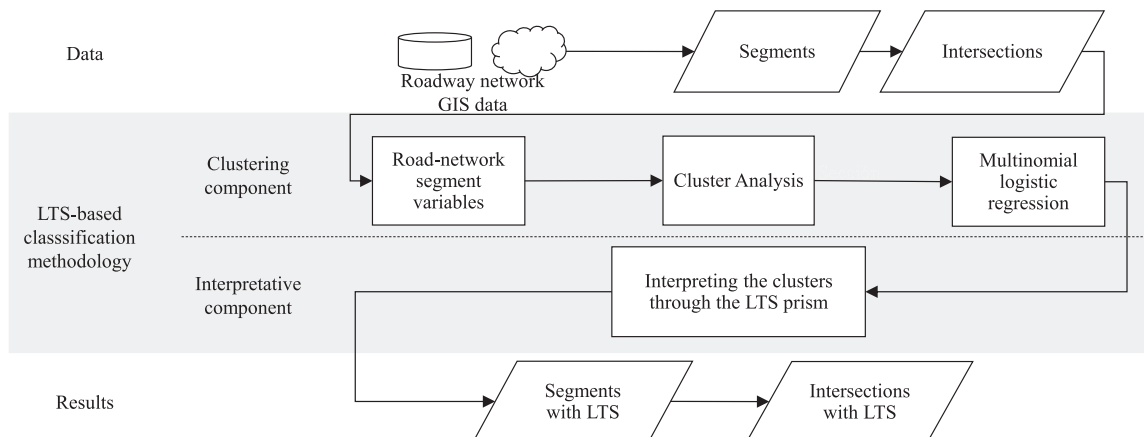 Data
Roadway network
GIS data
Segments
Intersections
LTS-based
classsification
methodology
Clustering
component
Road-network
segment
variables
Cluster Analysis
Multinomial
logistic
regression
Interpretative
component
Interpreting the clusters
through the LTS prism
Results
Segments
with LTS
Intersections
with LTS